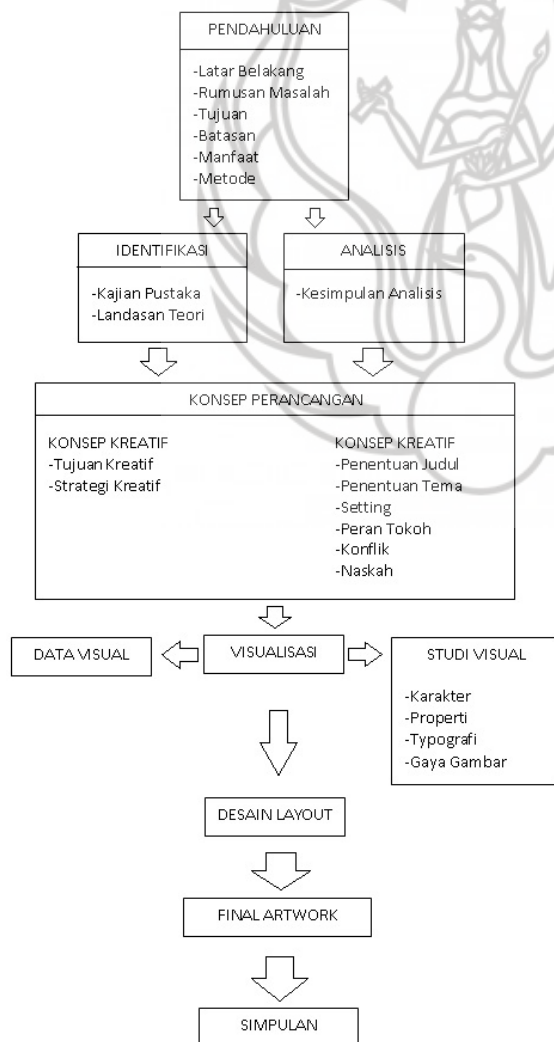 PENDAHULUAN
-Latar Belakang
-Rumusan Masalah
-Tujuan
-Batasan
-Manfaat
-Metode
IDENTIFIKASI
-Kajian Pustaka
-Landasan Teori
ANALISIS
-Kesimpulan Analisis
KONSEP PERANCANGAN
KONSEP KREATIF
-Tujuan Kreatif
-Strategi Kreatif
KONSEP KREATIF
-Penentuan Judul
-Penentuan Tema
-Setting
-Peran Tokoh
-Konflik
-Naskah
DATA VISUAL
VISUALISASI
STUDI VISUAL
-Karakter
-Properti
-Typografi
-Gaya Gambar
DESAIN LAYOUT
FINAL ARTWORK
SIMPULAN